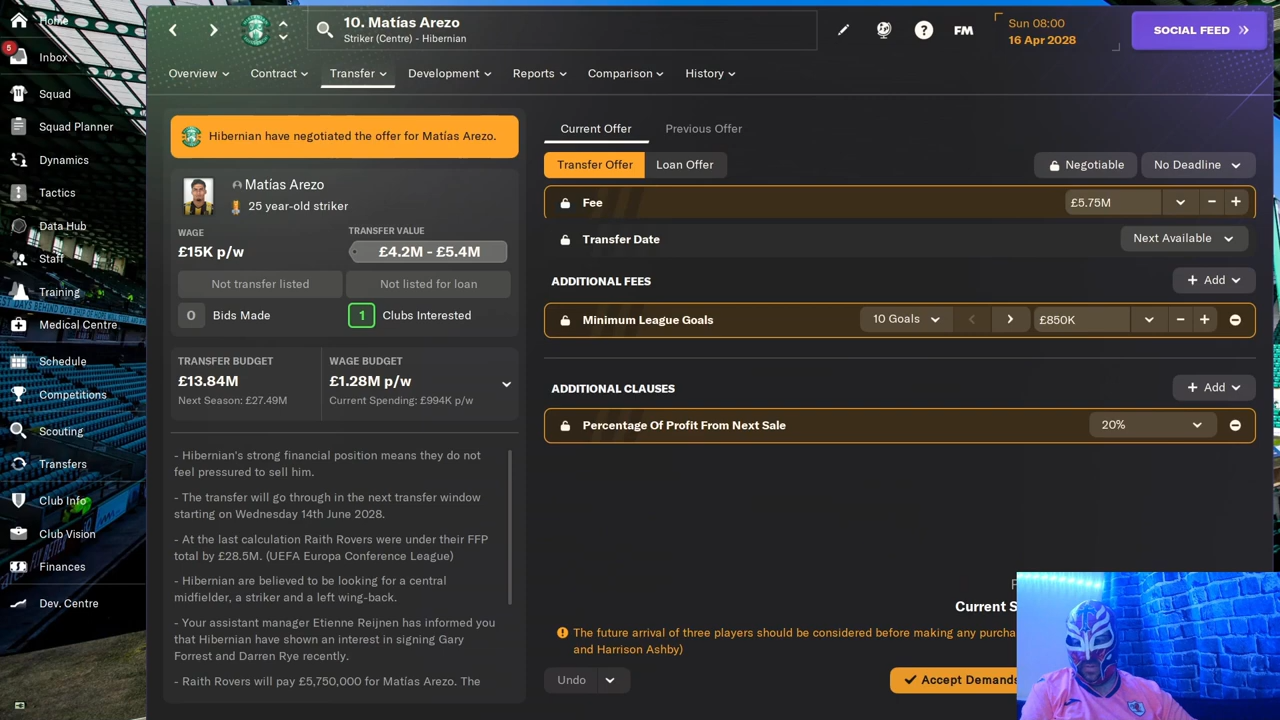 Home
10. Matías Arezo
Striker (Centre) - Hibernian
FM
Sun 08:00
16 Apr 2028
SOCIAL FEED
5
Inbox
Squad
Squad Planner
Dynamics
Tactics
Data Hub
Staff
Training
Medical Centre
Schedule
Competitions
Scouting
Transfers
Club Info
Club Vision
Finances
Dev. Centre
Overview
Contract
Transfer
Development
Reports
Comparison
History
Hibernian have negotiated the offer for Matías Arezo.
Matías Arezo
25 year-old striker
WAGE
£15K p/w
TRANSFER VALUE
£4.2M - £5.4M
Not transfer listed
Not listed for loan
0 Bids Made
1 Clubs Interested
TRANSFER BUDGET
£13.84M
Next Season: £27.49M
WAGE BUDGET
£1.28M p/w
Current Spending: £994K p/w
- Hibernian's strong financial position means they do not
feel pressured to sell him.
- The transfer will go through in the next transfer window
starting on Wednesday 14th June 2028.
- At the last calculation Raith Rovers were under their FFP
total by £28.5M. (UEFA Europa Conference League)
- Hibernian are believed to be looking for a central
midfielder, a striker and a left wing-back.
- Your assistant manager Etienne Reijnen has informed you
that Hibernian have shown an interest in signing Gary
Forrest and Darren Rye recently.
- Raith Rovers will pay £5,750,000 for Matías Arezo. The
Current Offer
Previous Offer
Transfer Offer
Loan Offer
Negotiable
No Deadline
Fee
£5.75M
Transfer Date
Next Available
ADDITIONAL FEES
+ Add
Minimum League Goals
10 Goals
£850K
ADDITIONAL CLAUSES
+ Add
Percentage Of Profit From Next Sale
20%
Current S
The future arrival of three players should be considered before making any purcha
and Harrison Ashby)
Undo
Accept Demands